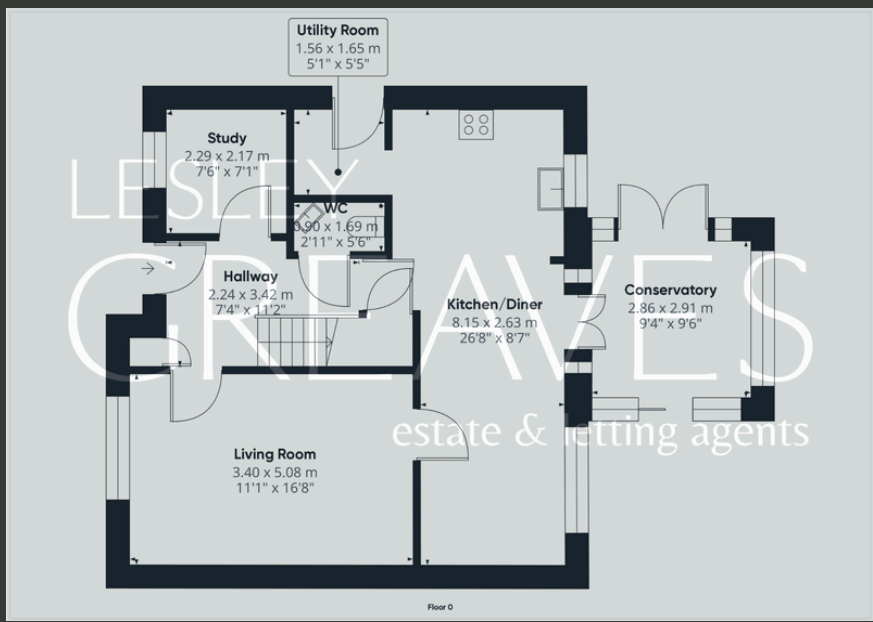 Utility Room
1.56 x 1.65 m
5'1" x 5'5"
Study
2.29 x 2.17 m
7'6" x 7'1"
LESLEY
WC
0.90 x 1.69 m
2'11" x 5'6"
GREAVES
Hallway
2.24 x 3.42 m
7'4" x 11'2"
Kitchen/Diner
8.15 x 2.63 m
26'8" x 8'7"
Conservatory
2.86 x 2.91 m
9'4" x 9'6"
estate & letting agents
Living Room
3.40 x 5.08 m
11'1" x 16'8"
Floor 0